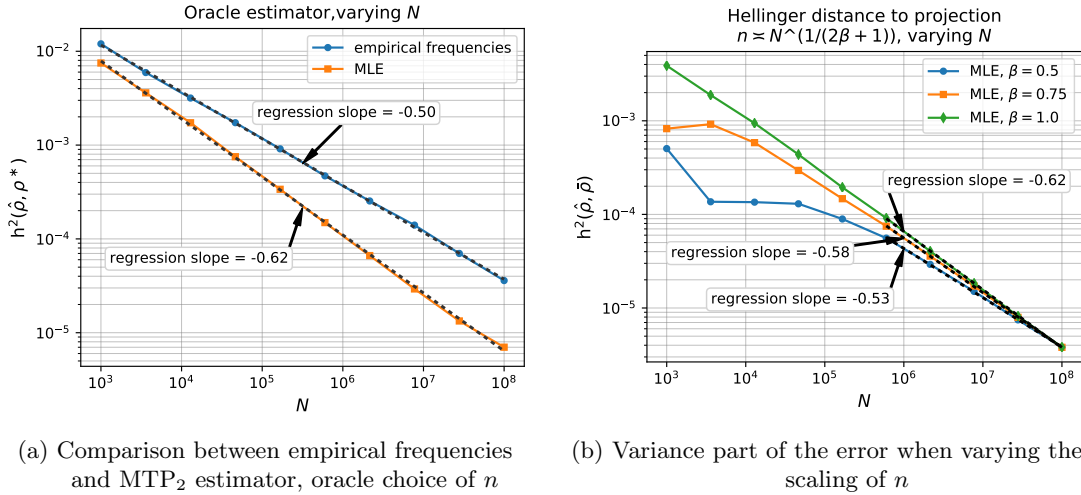 Oracle estimator,varying N
10⁻²
10⁻³
10⁻⁴
10⁻⁵
h²(ρ̂, ρ*)
empirical frequencies
MLE
regression slope = -0.50
regression slope = -0.62
10³ 10⁴ 10⁵ 10⁶ 10⁷ 10⁸
N
(a) Comparison between empirical frequencies
and MTP₂ estimator, oracle choice of n
Hellinger distance to projection
n ≍ N^(1/(2β + 1)), varying N
10⁻³
10⁻⁴
10⁻⁵
h²(ρ̂, ρ̄)
MLE, β = 0.5
MLE, β = 0.75
MLE, β = 1.0
regression slope = -0.62
regression slope = -0.58
regression slope = -0.53
10³ 10⁴ 10⁵ 10⁶ 10⁷ 10⁸
N
(b) Variance part of the error when varying the
scaling of n